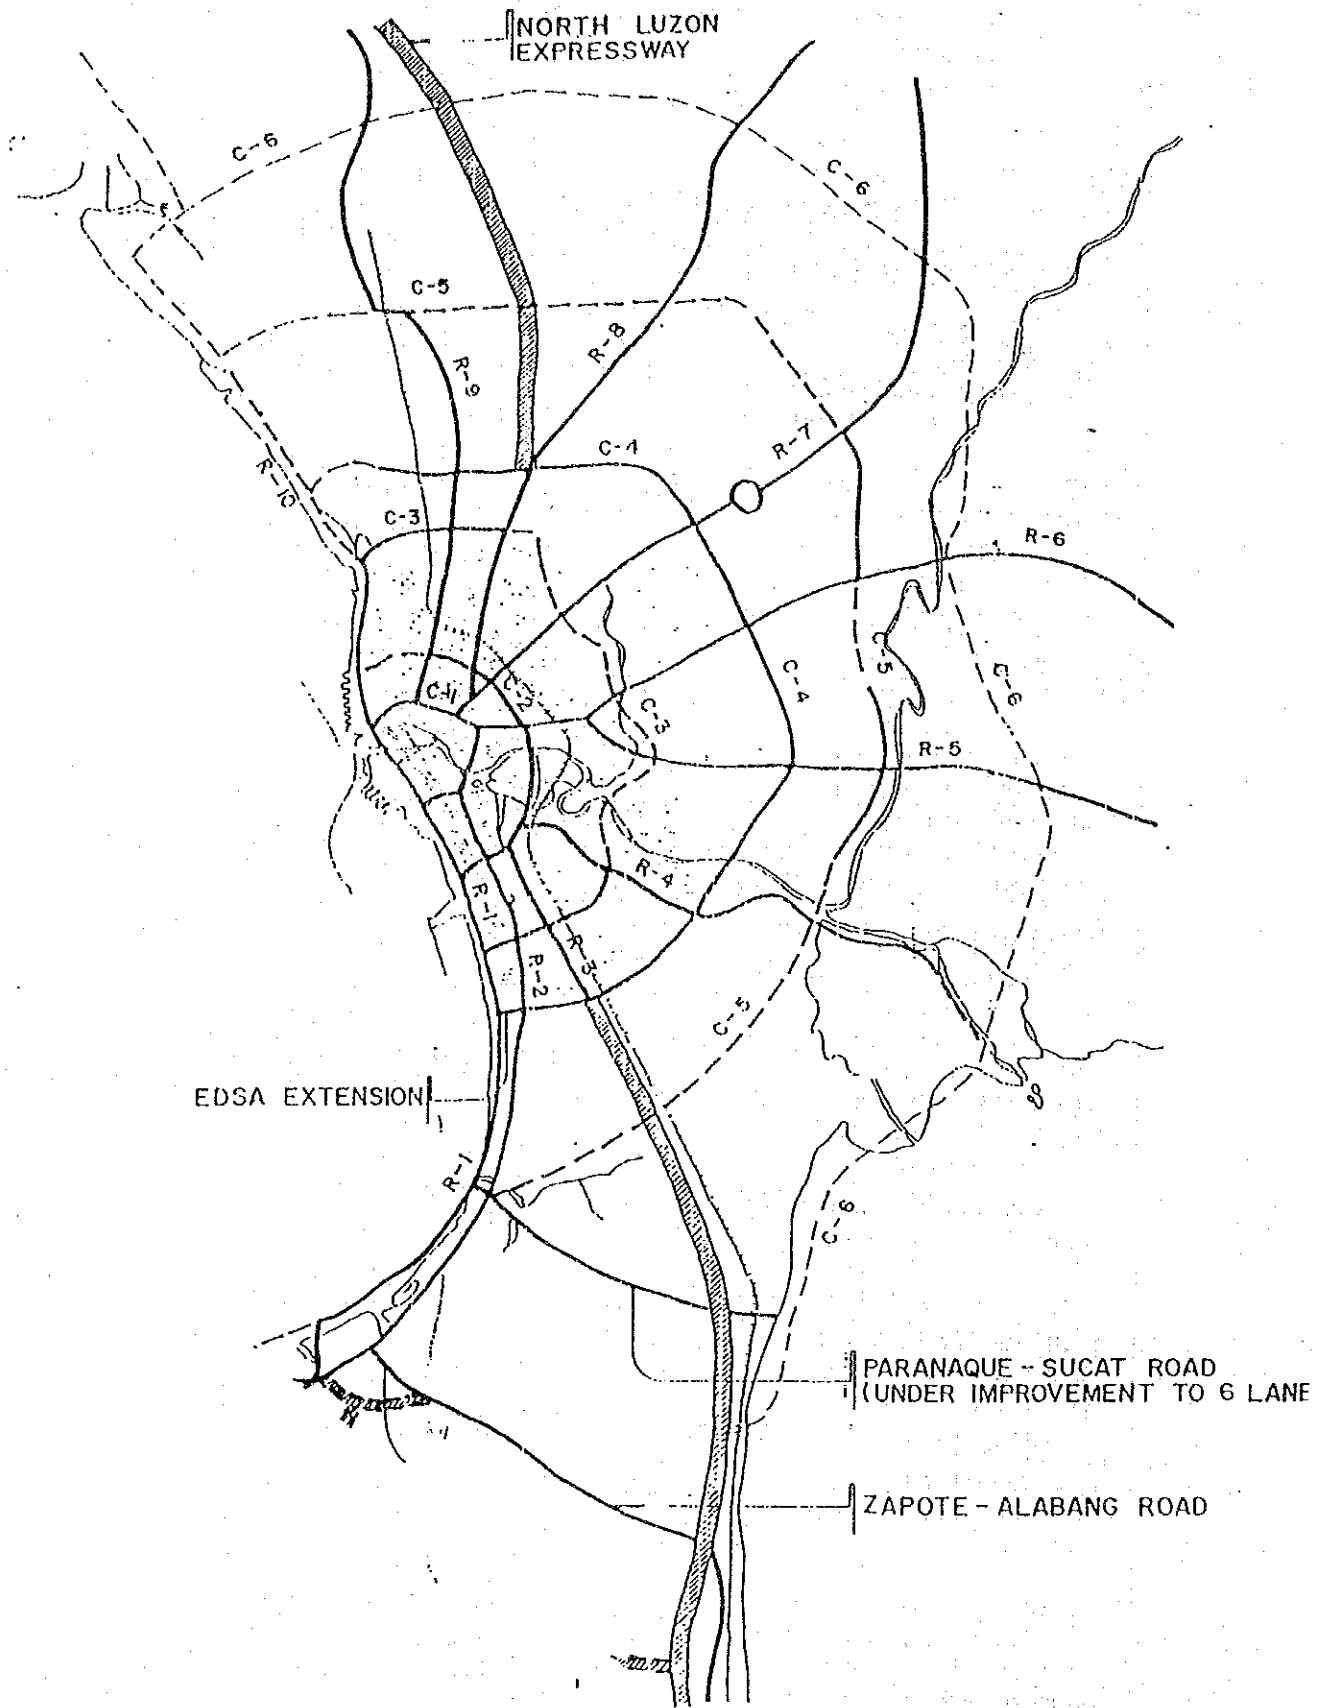 NORTH LUZON
EXPRESSWAY
C-6
C-6
C-5
R-8
R-9
C-4
R-7
R-10
C-3
R-6
C-5
C-6
C-1
C-2
C-4
C-3
R-5
R-4
R-1
R-3
R-2
C-5
EDSA EXTENSION
R-1
C-6
PARANAQUE - SUCAT ROAD
(UNDER IMPROVEMENT TO 6 LANE
ZAPOTE - ALABANG ROAD